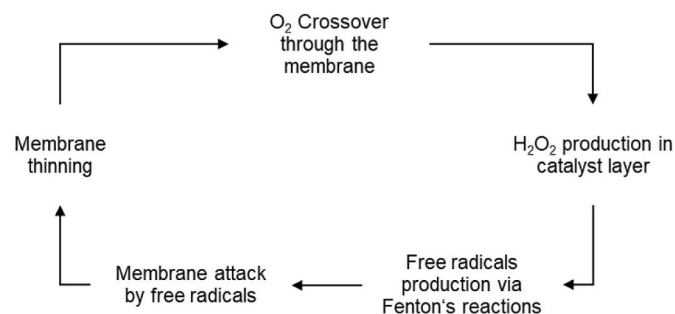 O₂ Crossover
through the
membrane
H₂O₂ production in
catalyst layer
Free radicals
production via
Fenton‘s reactions
Membrane attack
by free radicals
Membrane
thinning